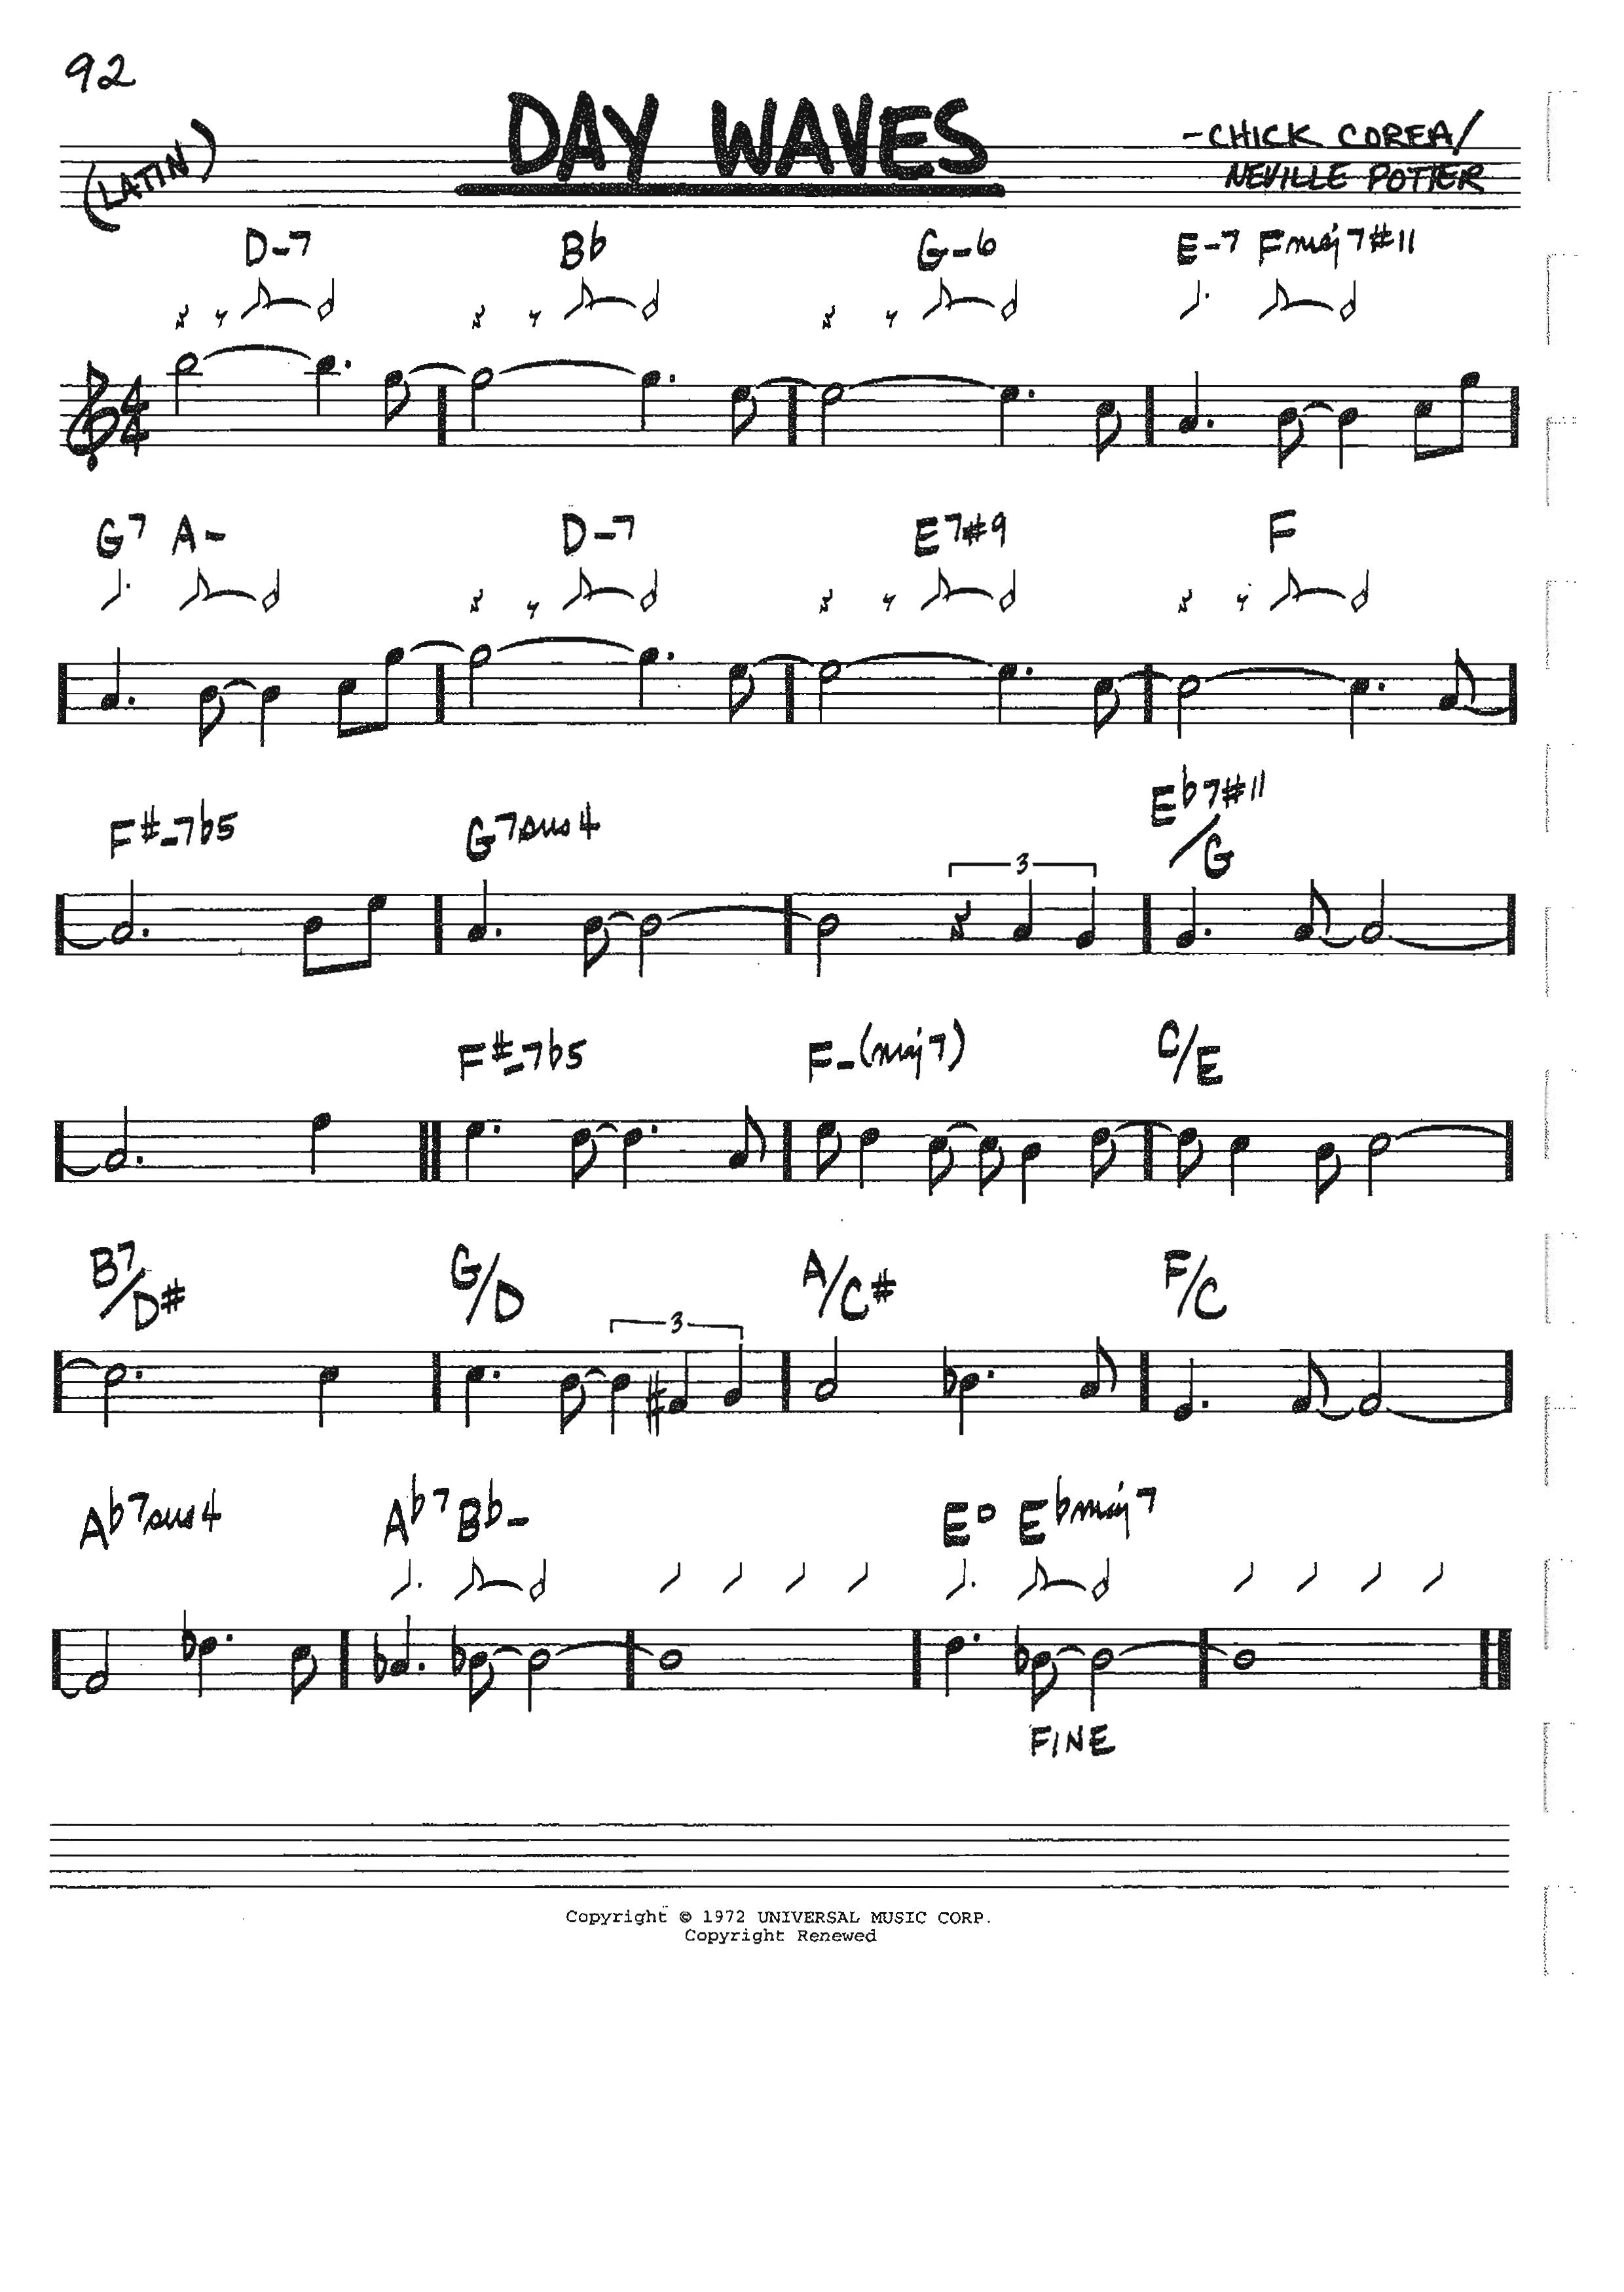 92
DAY WAVES
(LATIN)
-CHICK COREA/
NEVILLE POTTER
D-7 Bb G-6 E-7 Fmaj7#11
4/4
G7 A- D-7 E7#9 F
F#-7b5 G7sus4 Eb7#11/G
3
F#-7b5 F-(maj7) C/E
B7/D# G/D A/C# F/C
3
Ab7sus4 Ab7 Bb- E° Ebmaj7
FINE
Copyright © 1972 UNIVERSAL MUSIC CORP.
Copyright Renewed